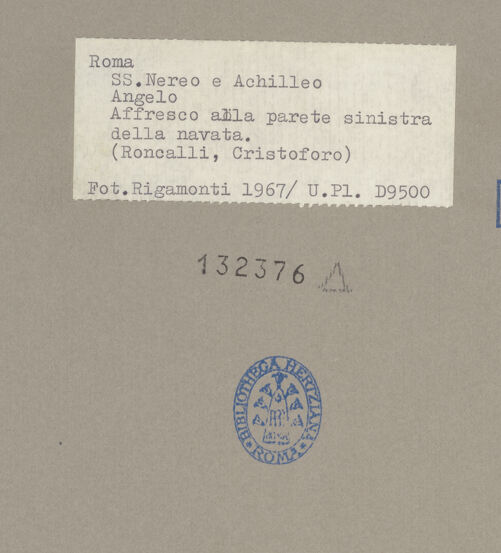 Roma
SS.Nereo e Achilleo
Angelo
Affresco alla parete sinistra
della navata.
(Roncalli, Cristoforo)
Fot.Rigamonti 1967/ U.Pl. D9500
132376 A
BIBLIOTHECA HERTZIANA
ROMA